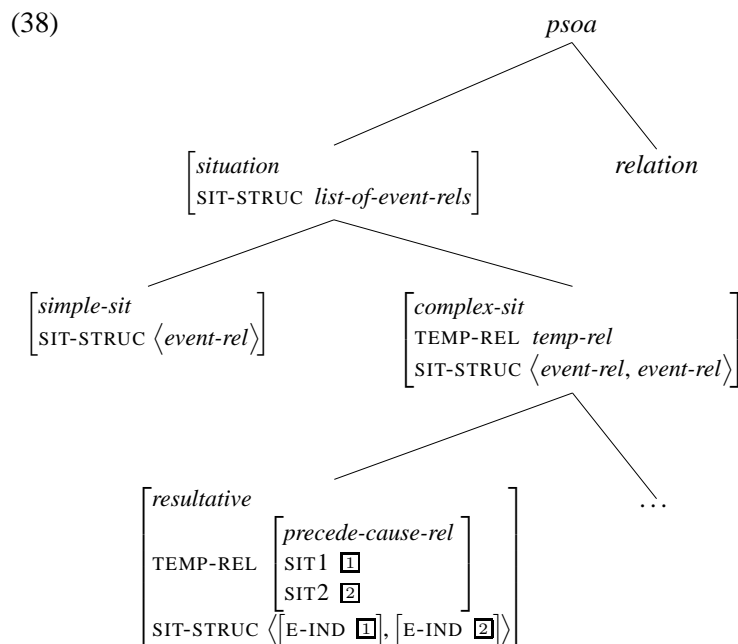 (38)
psoa
situation
relation
SIT-STRUC list-of-event-rels
simple-sit
complex-sit
SIT-STRUC ⟨event-rel⟩
TEMP-REL temp-rel
SIT-STRUC ⟨event-rel, event-rel⟩
resultative
...
precede-cause-rel
TEMP-REL SIT1 1
SIT2 2
SIT-STRUC ⟨[E-IND 1], [E-IND 2]⟩